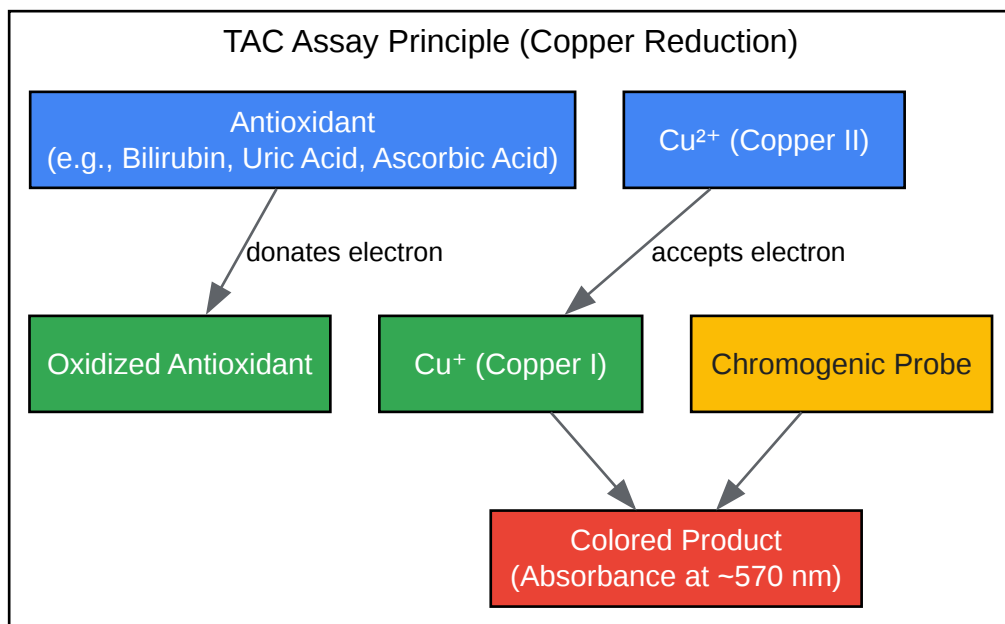 TAC Assay Principle (Copper Reduction)
Antioxidant
(e.g., Bilirubin, Uric Acid, Ascorbic Acid)
Cu²⁺ (Copper II)
donates electron
accepts electron
Oxidized Antioxidant
Cu⁺ (Copper I)
Chromogenic Probe
Colored Product
(Absorbance at ~570 nm)